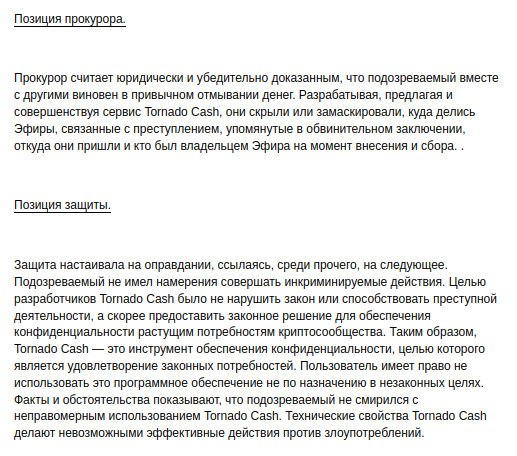 Позиция прокурора.
Прокурор считает юридически и убедительно доказанным, что подозреваемый вместе
с другими виновен в привычном отмывании денег. Разрабатывая, предлагая и
совершенствуя сервис Tornado Cash, они скрыли или замаскировали, куда делись
Эфиры, связанные с преступлением, упомянутые в обвинительном заключении,
откуда они пришли и кто был владельцем Эфира на момент внесения и сбора. .
Позиция защиты.
Защита настаивала на оправдании, ссылаясь, среди прочего, на следующее.
Подозреваемый не имел намерения совершать инкриминируемые действия. Целью
разработчиков Tornado Cash было не нарушить закон или способствовать преступной
деятельности, а скорее предоставить законное решение для обеспечения
конфиденциальности растущим потребностям криптосообщества. Таким образом,
Tornado Cash — это инструмент обеспечения конфиденциальности, целью которого
является удовлетворение законных потребностей. Пользователь имеет право не
использовать это программное обеспечение не по назначению в незаконных целях.
Факты и обстоятельства показывают, что подозреваемый не смирился с
неправомерным использованием Tornado Cash. Технические свойства Tornado Cash
делают невозможными эффективные действия против злоупотреблений.